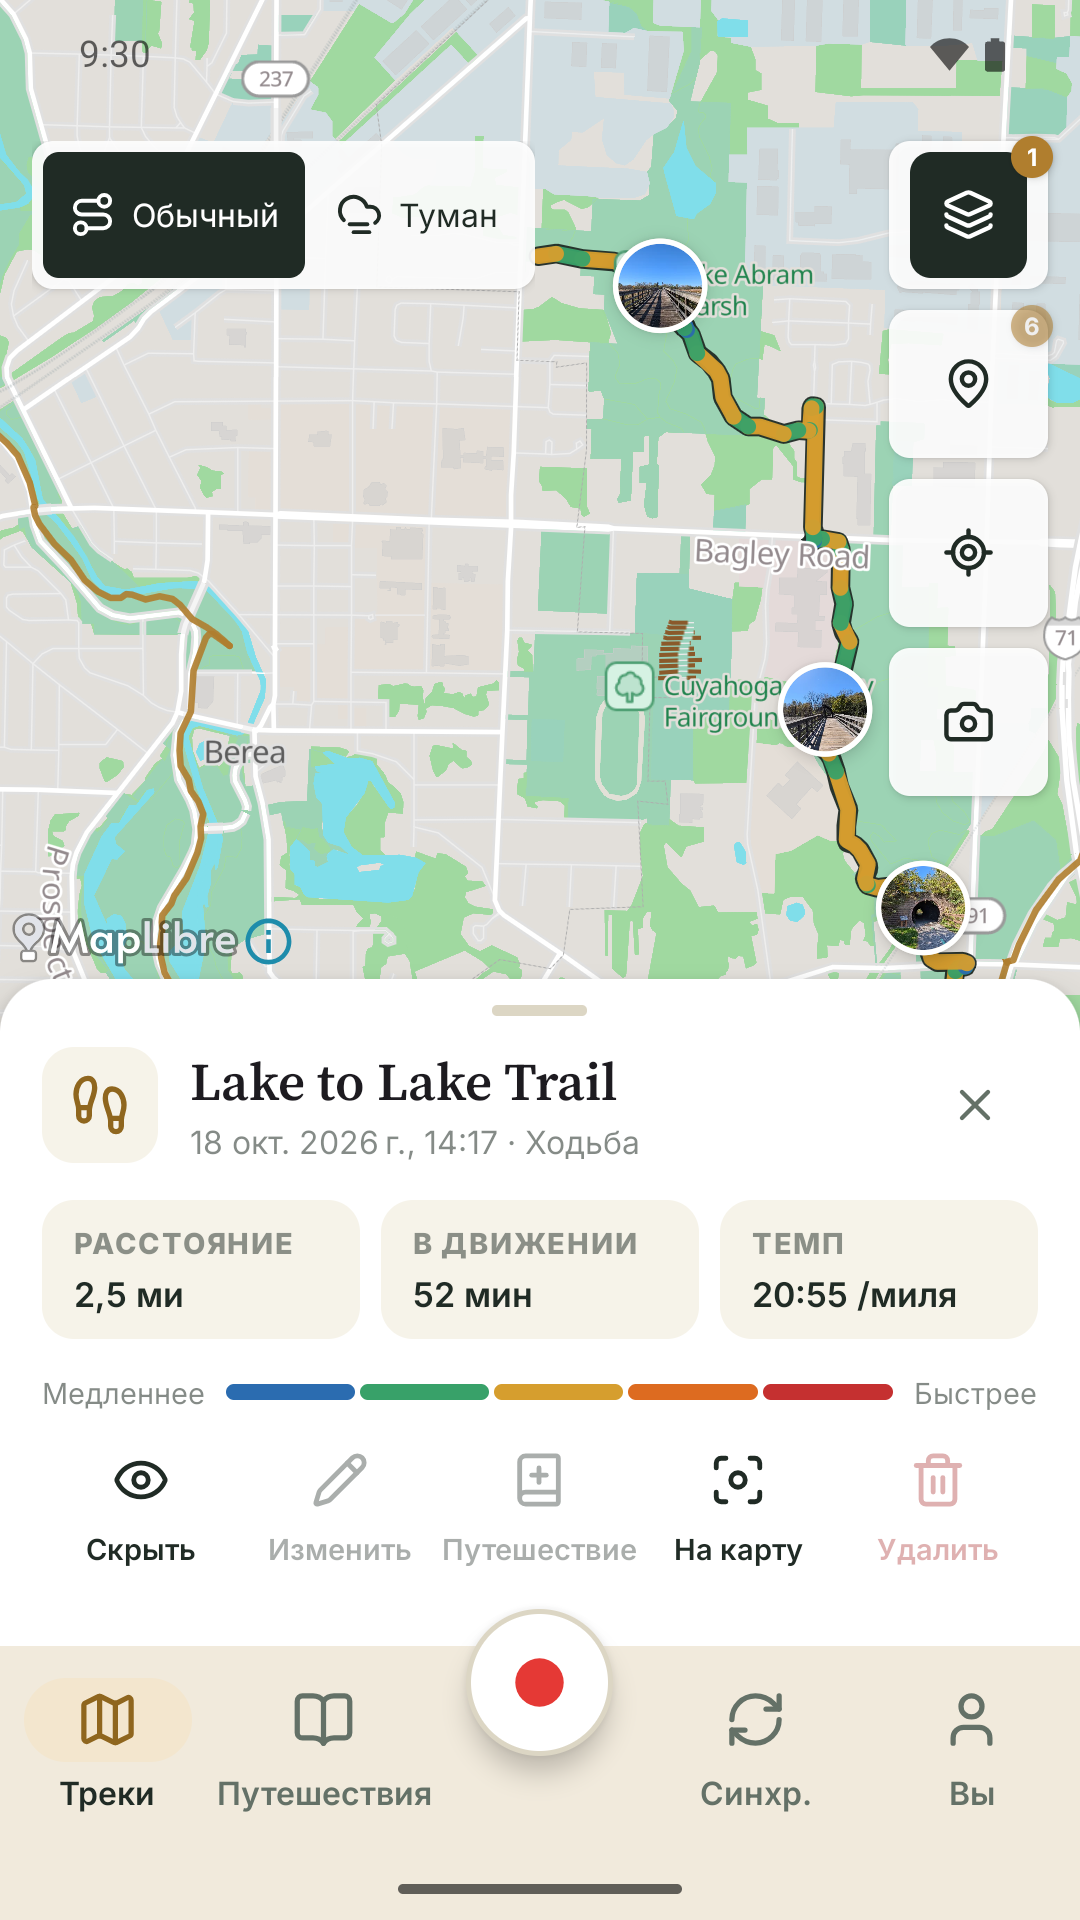 9:30
237
Обычный
Туман
1
ke Abram
arsh
6
Bagley Road
71
Cuyahoga
Fairgroun
Berea
Prospect
91
MapLibre
Lake to Lake Trail
18 окт. 2026 г., 14:17 · Ходьба
РАССТОЯНИЕ
2,5 ми
В ДВИЖЕНИИ
52 мин
ТЕМП
20:55 /миля
Медленнее
Быстрее
Скрыть
Изменить
Путешествие
На карту
Удалить
Треки
Путешествия
Синхр.
Вы